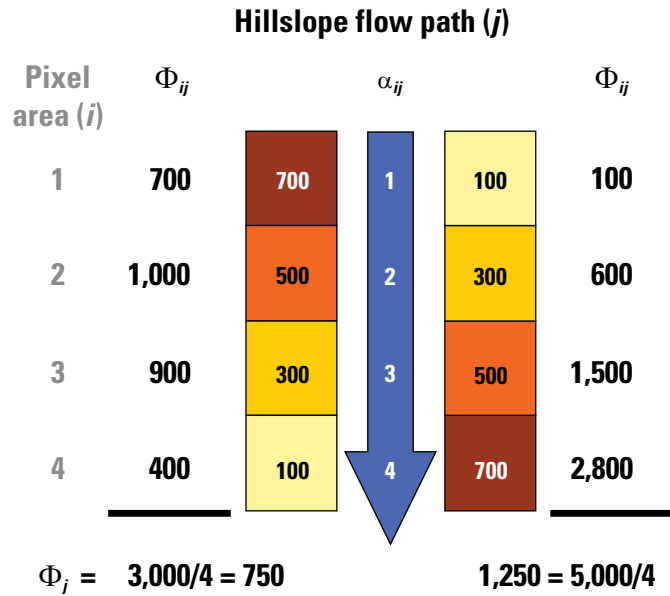 Hillslope flow path (j)
Pixel area (i) Φij αij Φij
1 700 700 1 100 100
2 1,000 500 2 300 600
3 900 300 3 500 1,500
4 400 100 4 700 2,800
Φj = 3,000/4 = 750 1,250 = 5,000/4